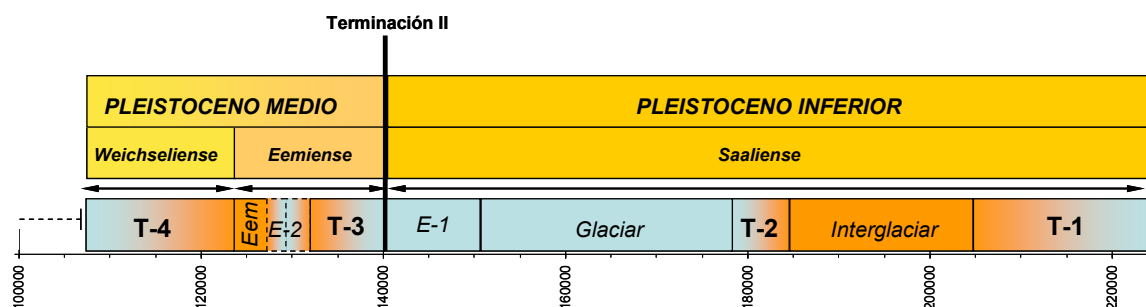 Terminación II
PLEISTOCENO MEDIO PLEISTOCENO INFERIOR
Weichseliense Eemiense Saaliense
T-4 Eem E-2 T-3 E-1 Glaciar T-2 Interglaciar T-1
100000 120000 140000 160000 180000 200000 220000